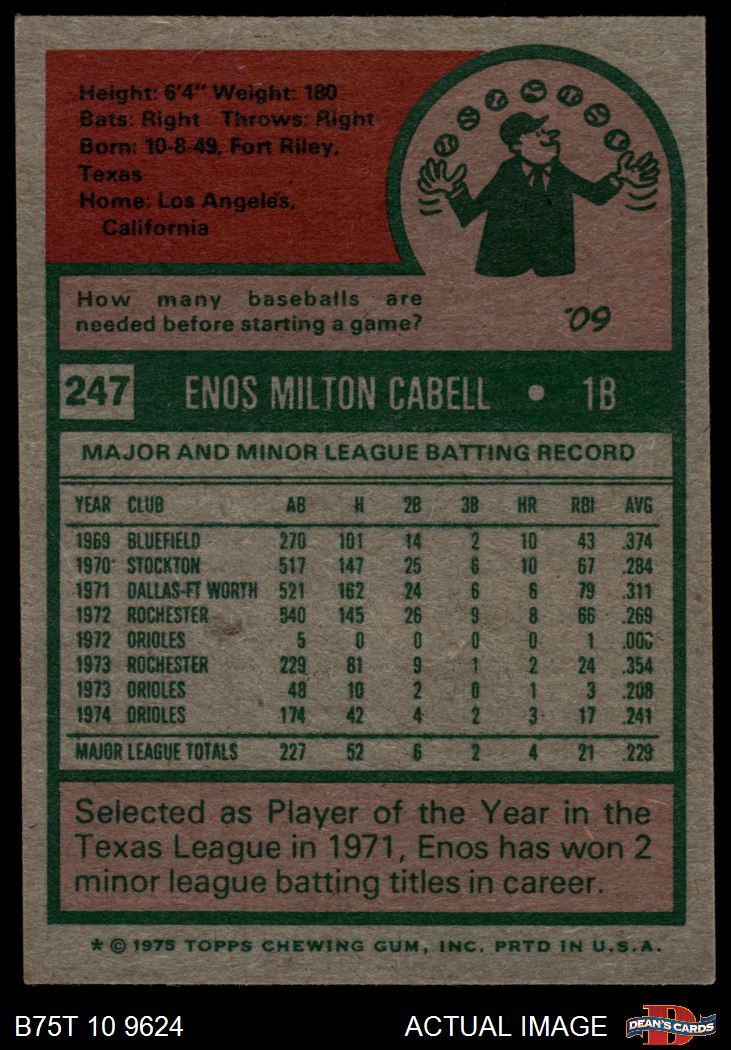 Height: 6'4" Weight: 180
Bats: Right Throws: Right
Born: 10-8-49, Fort Riley,
Texas
Home: Los Angeles,
California
How many baseballs are
needed before starting a game?
60.
247 ENOS MILTON CABELL • 1B
MAJOR AND MINOR LEAGUE BATTING RECORD
YEAR CLUB AB H 2B 3B HR RBI AVG
1969 BLUEFIELD 270 101 14 2 10 43 .374
1970 STOCKTON 517 147 25 6 10 67 .284
1971 DALLAS-FT WORTH 521 162 24 6 6 79 .311
1972 ROCHESTER 540 145 26 9 8 66 .269
1972 ORIOLES 5 0 0 0 0 1 .000
1973 ROCHESTER 229 81 9 1 2 24 .354
1973 ORIOLES 48 10 2 0 1 3 .208
1974 ORIOLES 174 42 4 2 3 17 .241
MAJOR LEAGUE TOTALS 227 52 6 2 4 21 .229
Selected as Player of the Year in the
Texas League in 1971, Enos has won 2
minor league batting titles in career.
* © 1975 TOPPS CHEWING GUM, INC. PRTD IN U.S.A.
B75T 10 9624 ACTUAL IMAGE DEAN'S CARDS